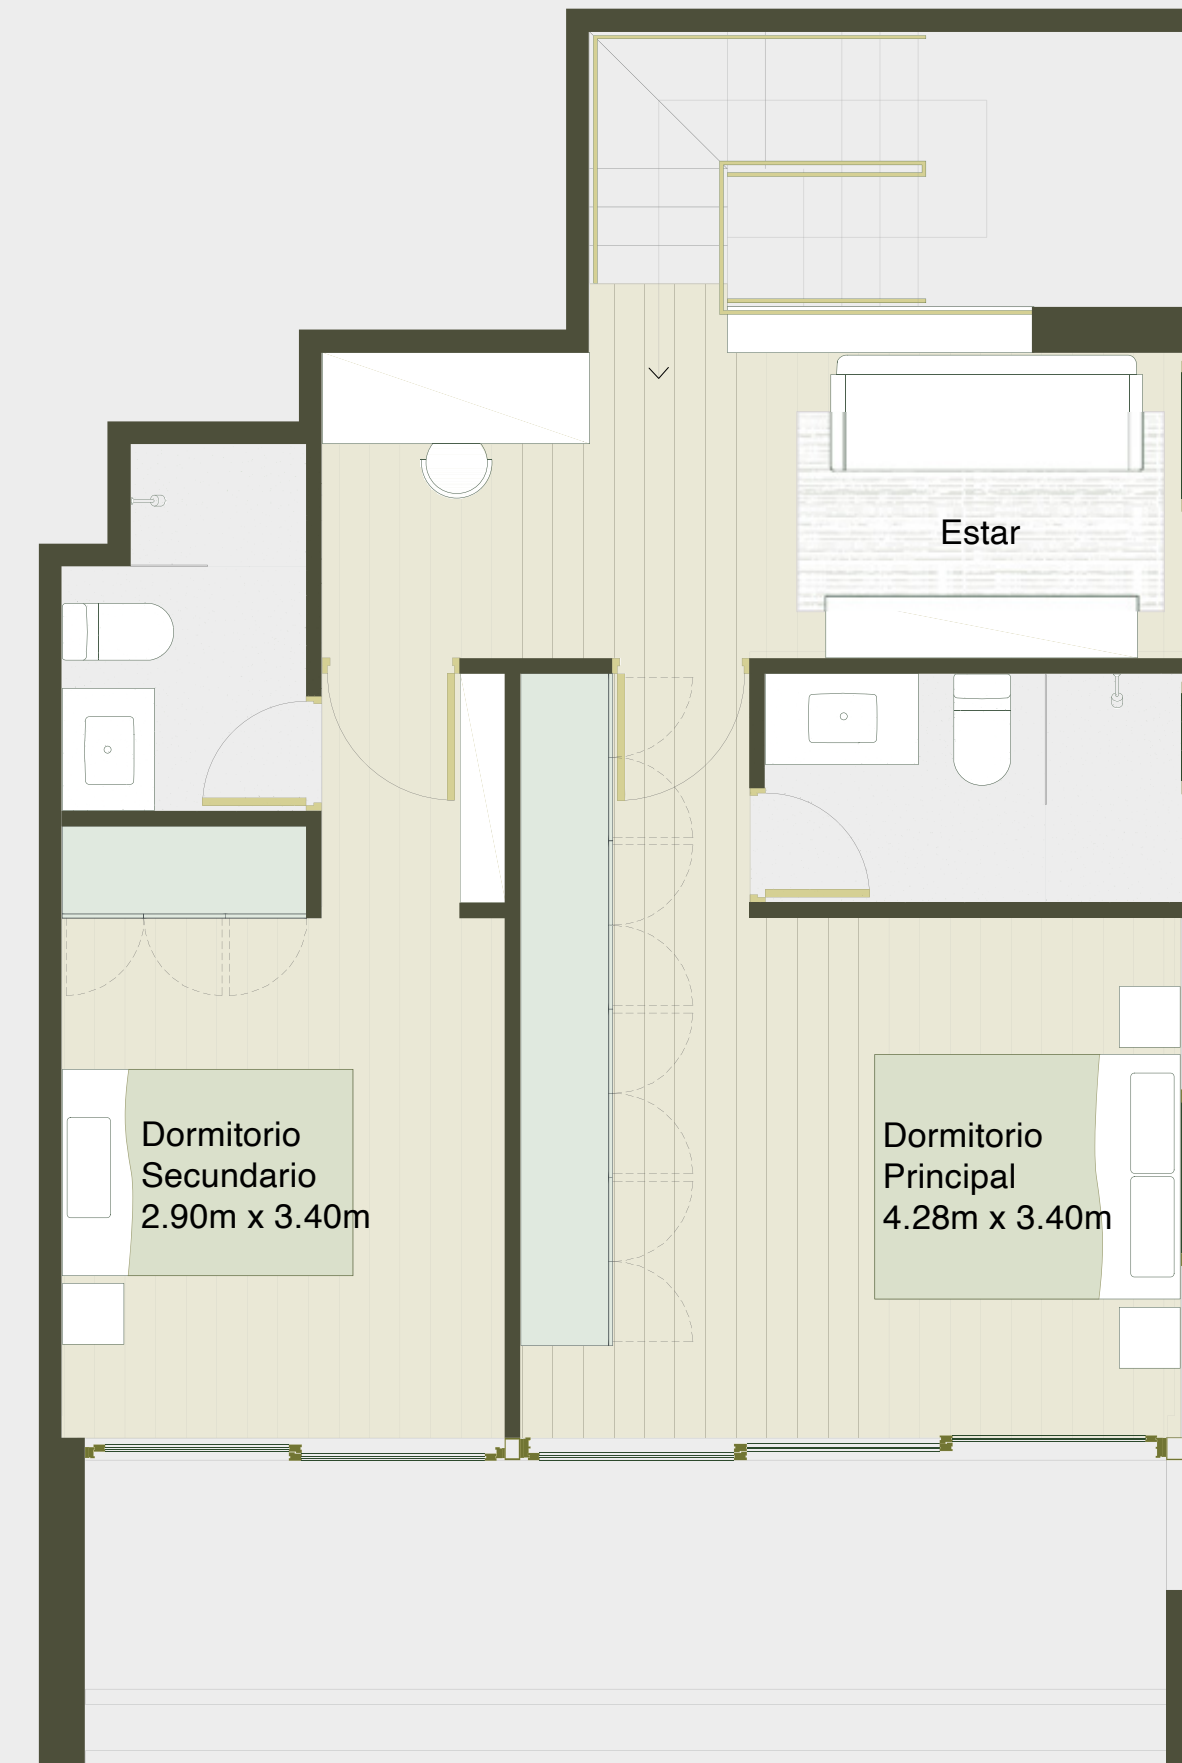 Estar
Dormitorio
Secundario
2.90m x 3.40m
Dormitorio
Principal
4.28m x 3.40m